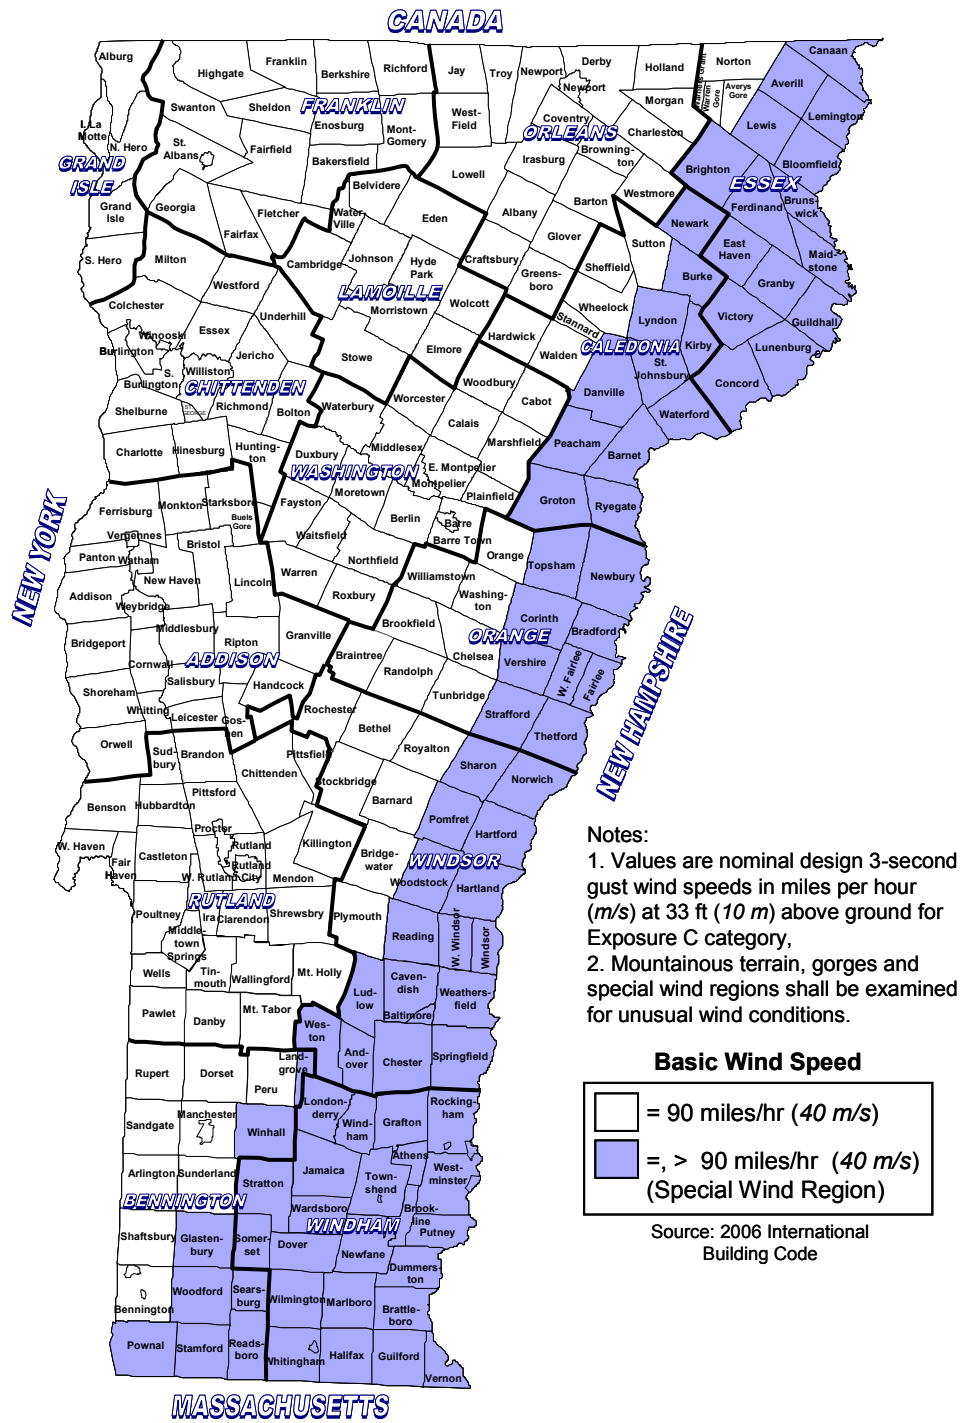 CANADA
Alburg
Highgate
Franklin
Berkshire
Richford
Jay
Troy
Newport
Derby
Holland
Norton
Canaan
Swanton
Sheldon
FRANKLIN
Enosburg
Mont-
Gomery
West-
Field
Newport
Coventry
ORLEANS
Morgan
Charleston
Warners Grant
Warren
Gore
Averys
Gore
Averill
Lewis
Lemington
I. La
Motte
N. Hero
GRAND
ISLE
St.
Albans
Fairfield
Bakersfield
Irasburg
Browning-
ton
Brighton
Bloomfield
ESSEX
Grand
Isle
Georgia
Fletcher
Fairfax
Water
Ville
Belvidere
Eden
Lowell
Albany
Barton
Westmore
Newark
Ferdinand
Bruns-
wick
S. Hero
Milton
Westford
Cambridge
Johnson
Hyde
Park
Craftsbury
Glover
Greens-
boro
Sheffield
Sutton
East
Haven
Maid-
stone
Burke
Granby
Colchester
LAMOILLE
Underhill
Morristown
Wolcott
Wheelock
Lyndon
Victory
Guildhall
Winooski
Essex
Burlington
Jericho
Stowe
Elmore
Hardwick
Stannard
Walden
CALEDONIA
Kirby
Lunenburg
S.
Burlington
Williston
CHITTENDEN
St.
Johnsbury
Concord
Shelburne
ST.
GEORGE
Richmond
Bolton
Waterbury
Worcester
Woodbury
Cabot
Danville
Waterford
Charlotte
Hinesburg
Hunting-
ton
Duxbury
Middlesex
Calais
Marshfield
Peacham
Barnet
WASHINGTON
E. Montpelier
Montpelier
Plainfield
Groton
Ryegate
NEW YORK
Ferrisburg
Monkton
Starksboro
Buels
Gore
Fayston
Moretown
Berlin
Barre
Barre Town
Vergennes
Bristol
Waitsfield
Northfield
Orange
Topsham
Panton
Watham
New Haven
Lincoln
Warren
Roxbury
Williamstown
Washing-
ton
Newbury
Addison
Weybridge
Middlesbury
Ripton
Granville
Brookfield
Corinth
Bradford
Bridgeport
Cornwall
ADDISON
Braintree
Randolph
Chelsea
ORANGE
Vershire
W. Fairlee
Fairlee
NEW HAMPSHIRE
Shoreham
Salisbury
Handcock
Tunbridge
Strafford
Thetford
Whitting
Leicester
Gos-
hen
Rochester
Bethel
Royalton
Orwell
Sud-
bury
Brandon
Pittsfield
Sharon
Norwich
Chittenden
Stockbridge
Barnard
Benson
Hubbardton
Pittsford
Pomfret
Hartford
W. Haven
Proctor
Rutland
Killington
Bridge-
water
WINDSOR
Fair
Haven
Castleton
W. Rutland
Rutland
City
Mendon
Woodstock
Hartland
RUTLAND
Poultney
Ira
Clarendon
Shrewsbry
Plymouth
Reading
W. Windsor
Windsor
Middle-
town
Springs
Wells
Tin-
mouth
Wallingford
Mt. Holly
Lud-
low
Caven-
dish
Baltimore
Weathers-
field
Pawlet
Danby
Mt. Tabor
Wes-
ton
And-
over
Chester
Springfield
Rupert
Dorset
Peru
Land-
grove
Sandgate
Manchester
Winhall
London-
derry
Wind-
ham
Grafton
Rocking-
ham
Arlington
Sunderland
Stratton
Jamaica
Town-
shend
Athens
West-
minster
BENNINGTON
Wardsboro
WINDHAM
Brook-
line
Putney
Shaftsbury
Glasten-
bury
Somer-
set
Dover
Newfane
Dummers-
ton
Bennington
Woodford
Sears-
burg
Wilmington
Marlboro
Brattle-
boro
Pownal
Stamford
Reads-
boro
Whitingham
Halifax
Guilford
Vernon
MASSACHUSETTS
Notes:
1. Values are nominal design 3-second
gust wind speeds in miles per hour
(m/s) at 33 ft (10 m) above ground for
Exposure C category,
2. Mountainous terrain, gorges and
special wind regions shall be examined
for unusual wind conditions.
Basic Wind Speed
= 90 miles/hr (40 m/s)
=, > 90 miles/hr (40 m/s)
(Special Wind Region)
Source: 2006 International
Building Code